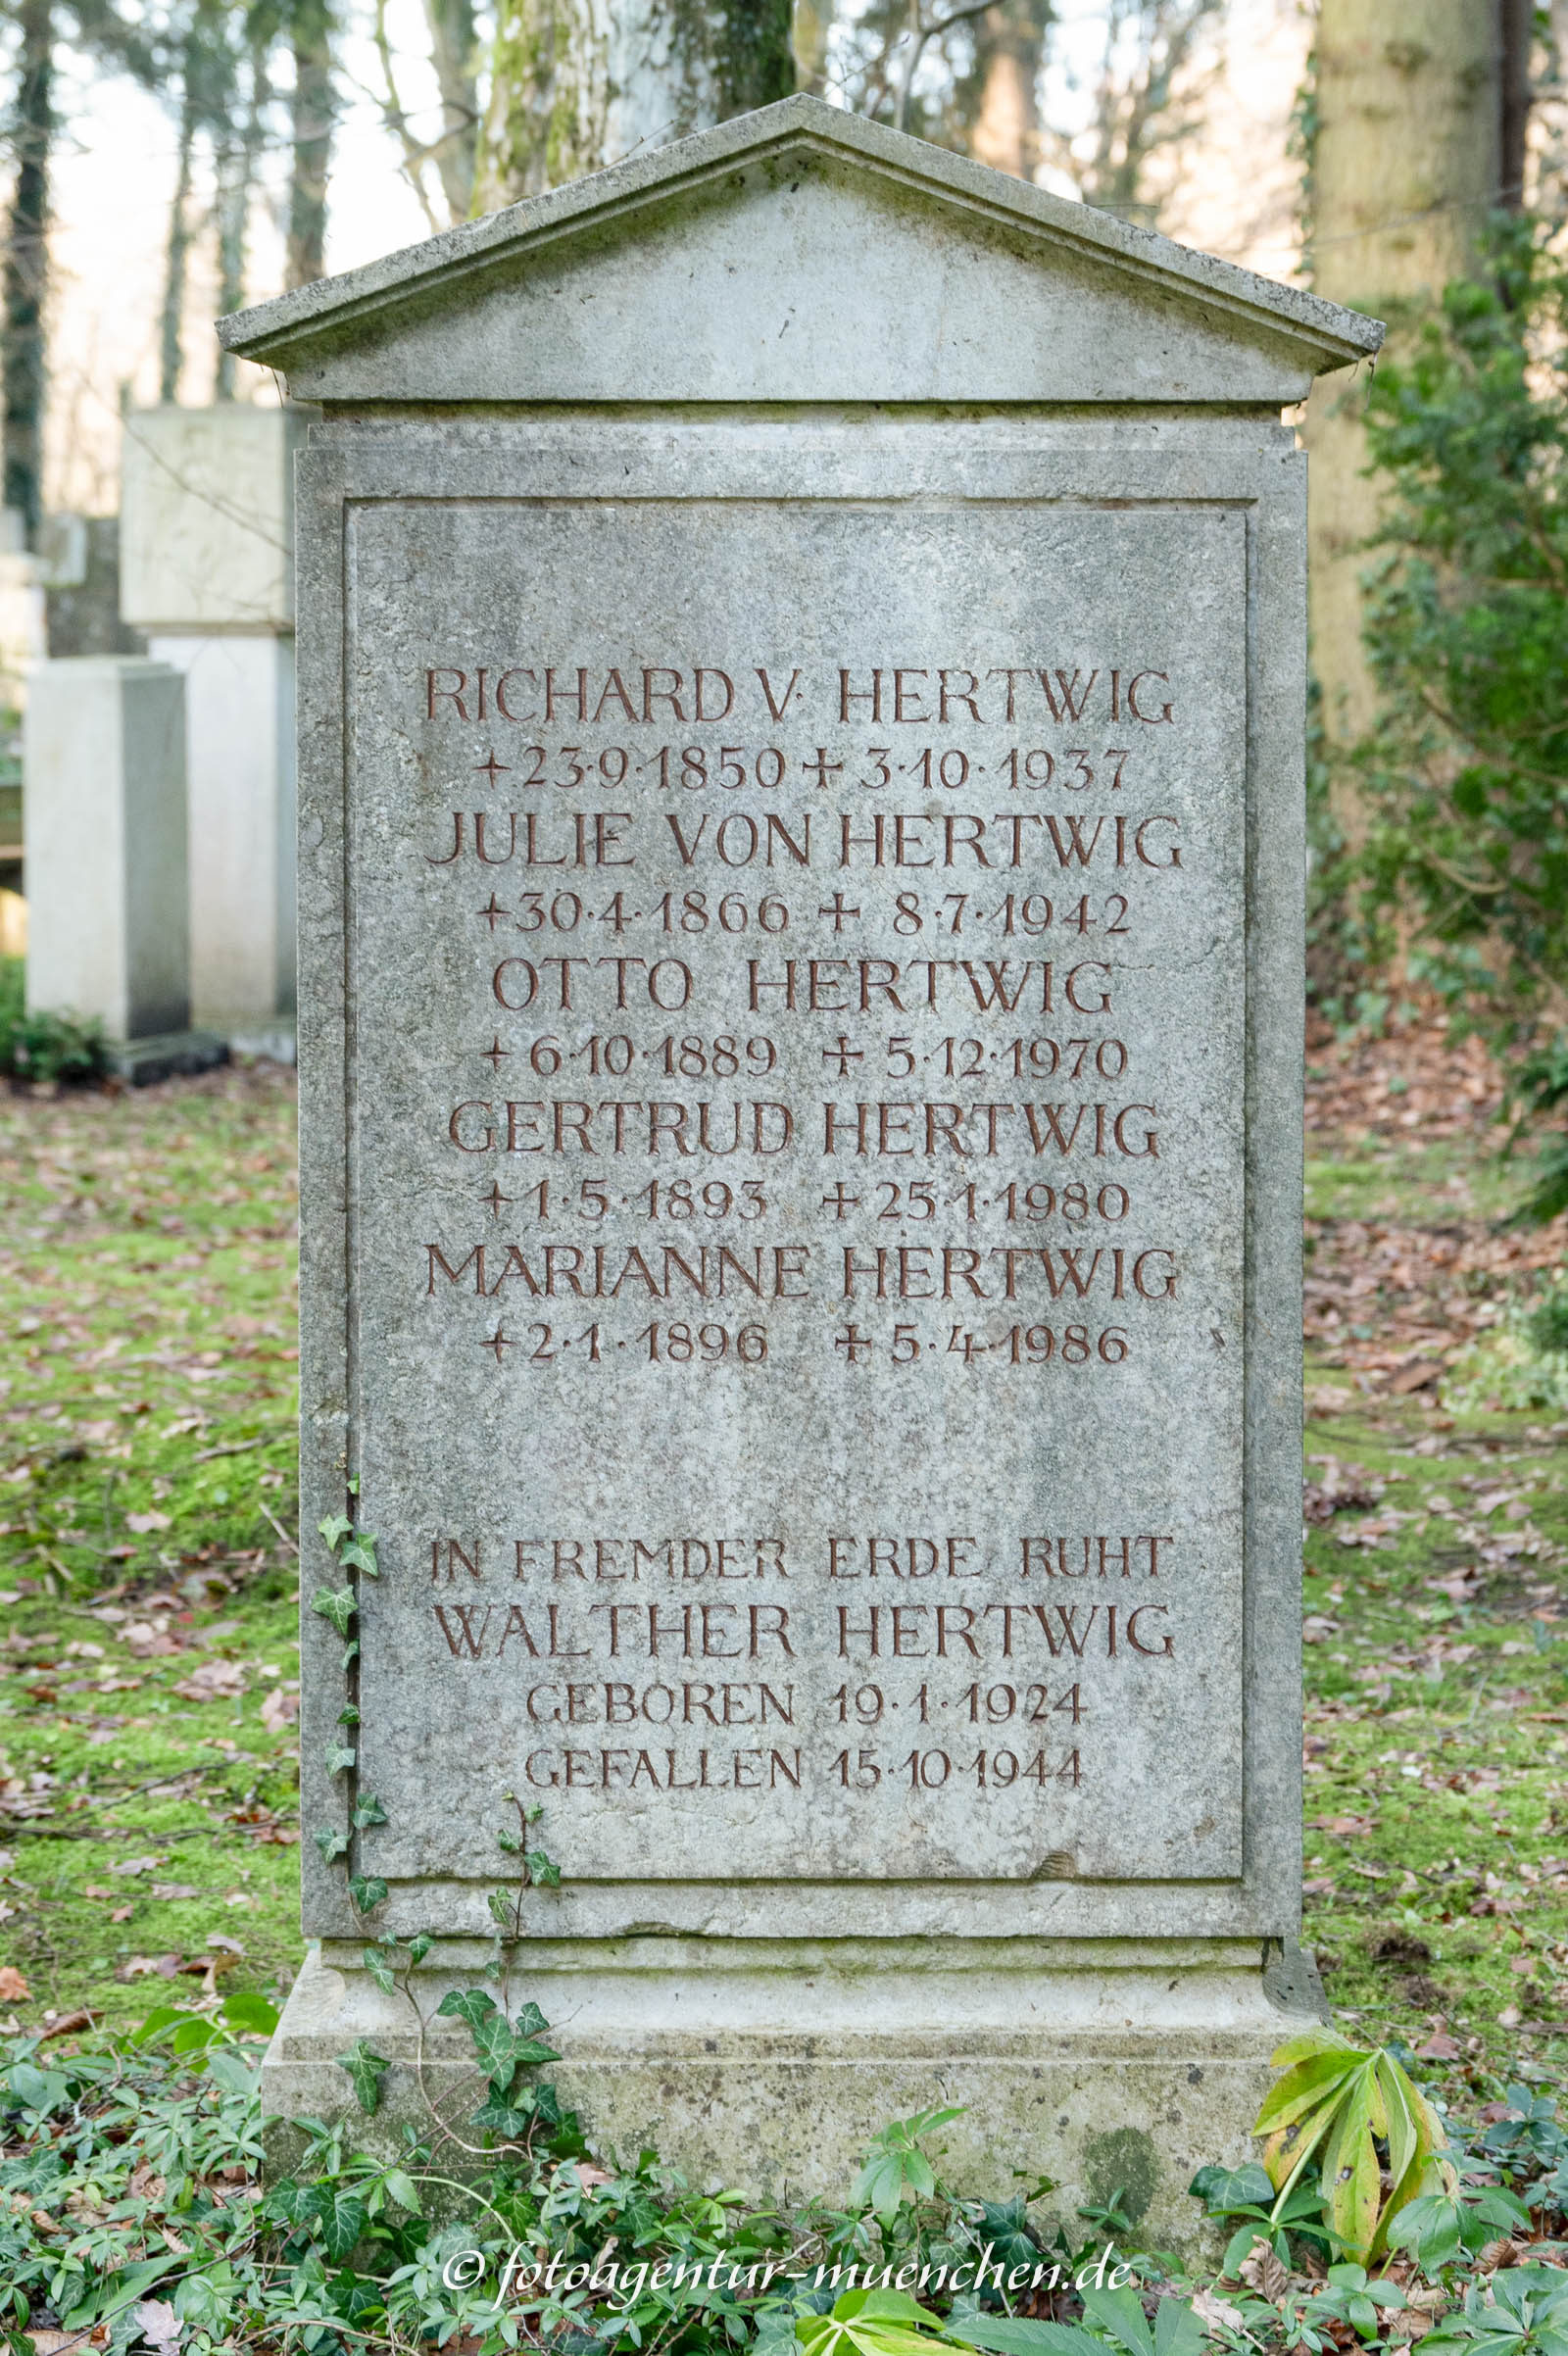 RICHARD V. HERTWIG
+ 23·9·1850 + 3·10·1937
JULIE VON HERTWIG
+ 30·4·1866 + 8·7·1942
OTTO HERTWIG
+ 6·10·1889 + 5·12·1970
GERTRUD HERTWIG
+ 1·5·1893 + 25·1·1980
MARIANNE HERTWIG
+ 2·1·1896 + 5·4·1986
IN FREMDER ERDE RUHT
WALTHER HERTWIG
GEBOREN 19·1·1924
GEFALLEN 15·10·1944
© fotoagentur-muenchen.de